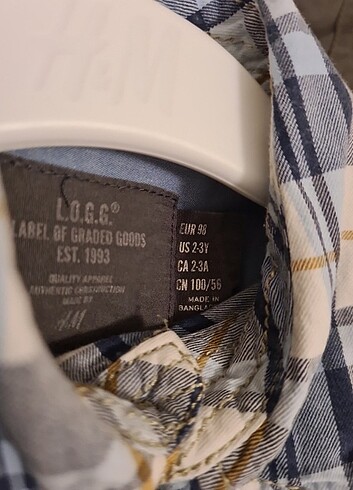 H&M
L.O.G.G.®
LABEL OF GRADED GOODS
EST. 1993
QUALITY APPAREL
AUTHENTIC CONSTRUCTION
MADE BY
H&M
EUR 98
US 2-3Y
CA 2-3A
CN 100/56
MADE IN
BANGLA